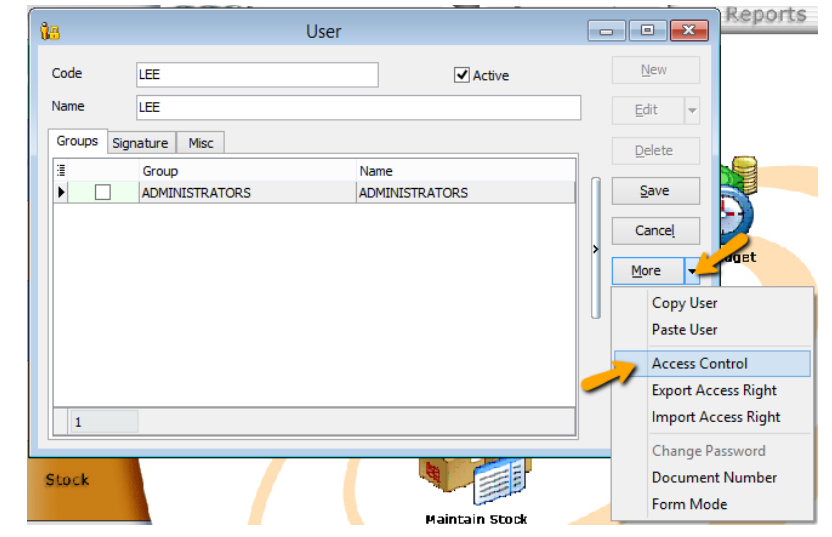 Reports
User
Code LEE Active New
Name LEE Edit
Groups Signature Misc Delete
Group Name
ADMINISTRATORS ADMINISTRATORS Save
Cancel
More
Copy User
Paste User
Access Control
Export Access Right
Import Access Right
1
Change Password
Stock Document Number
Form Mode
Maintain Stock